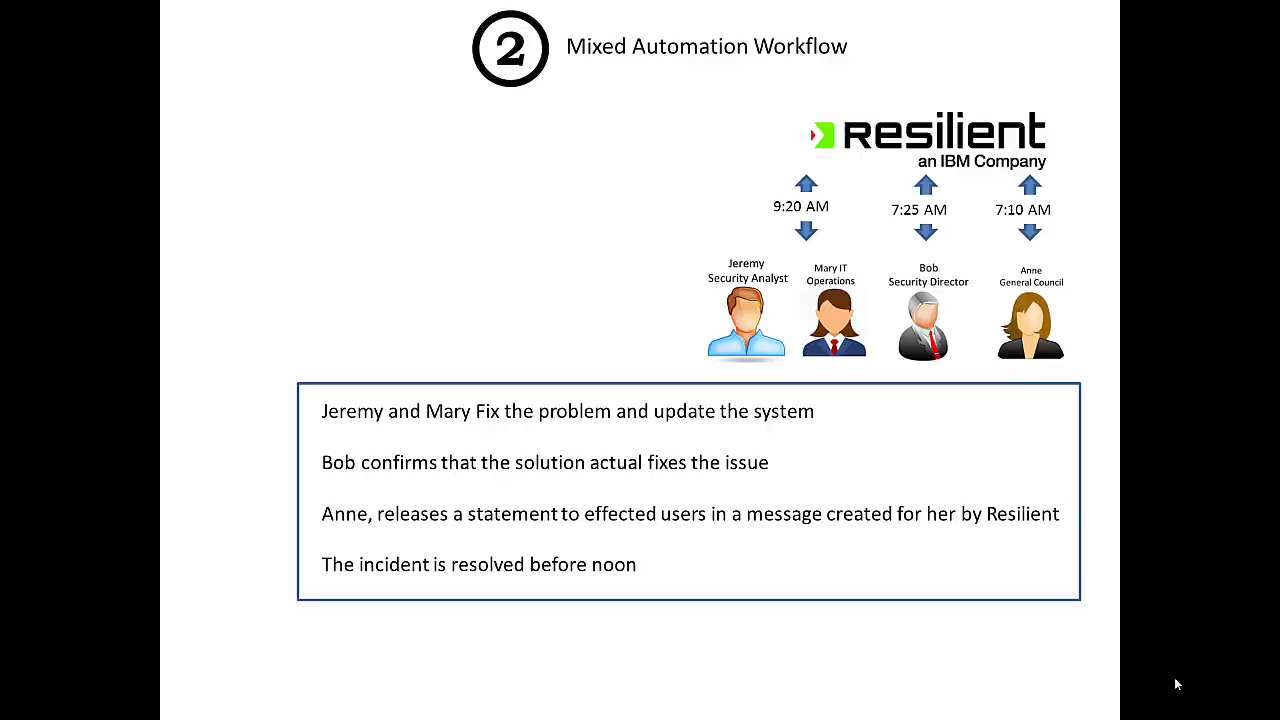 2
Mixed Automation Workflow
Resilient
an IBM Company
9:20 AM
7:25 AM
7:10 AM
Jeremy
Security Analyst
Mary IT
Operations
Bob
Security Director
Anne
General Council
Jeremy and Mary Fix the problem and update the system
Bob confirms that the solution actual fixes the issue
Anne, releases a statement to effected users in a message created for her by Resilient
The incident is resolved before noon